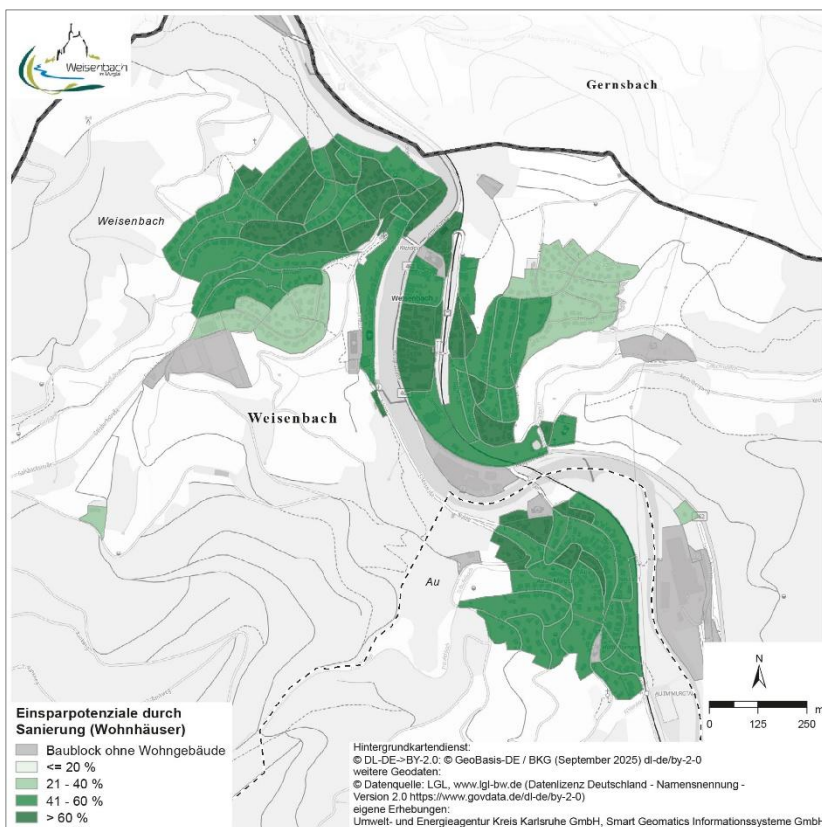 Weisenbach
im Murgtal
Gernsbach
Weisenbach
Weisenbach
Weisenbach
Au
462
N
0 125 250
m
Einsparpotenziale durch
Sanierung (Wohnhäuser)
Baublock ohne Wohngebäude
<= 20 %
21 - 40 %
41 - 60 %
> 60 %
Hintergrundkartendienst:
© DL-DE->BY-2.0: © GeoBasis-DE / BKG (September 2025) dl-de/by-2-0
weitere Geodaten:
© Datenquelle: LGL, www.lgl-bw.de (Datenlizenz Deutschland - Namensnennung -
Version 2.0 https://www.govdata.de/dl-de/by-2-0)
eigene Erhebungen:
Umwelt- und Energieagentur Kreis Karlsruhe GmbH, Smart Geomatics Informationssysteme GmbH